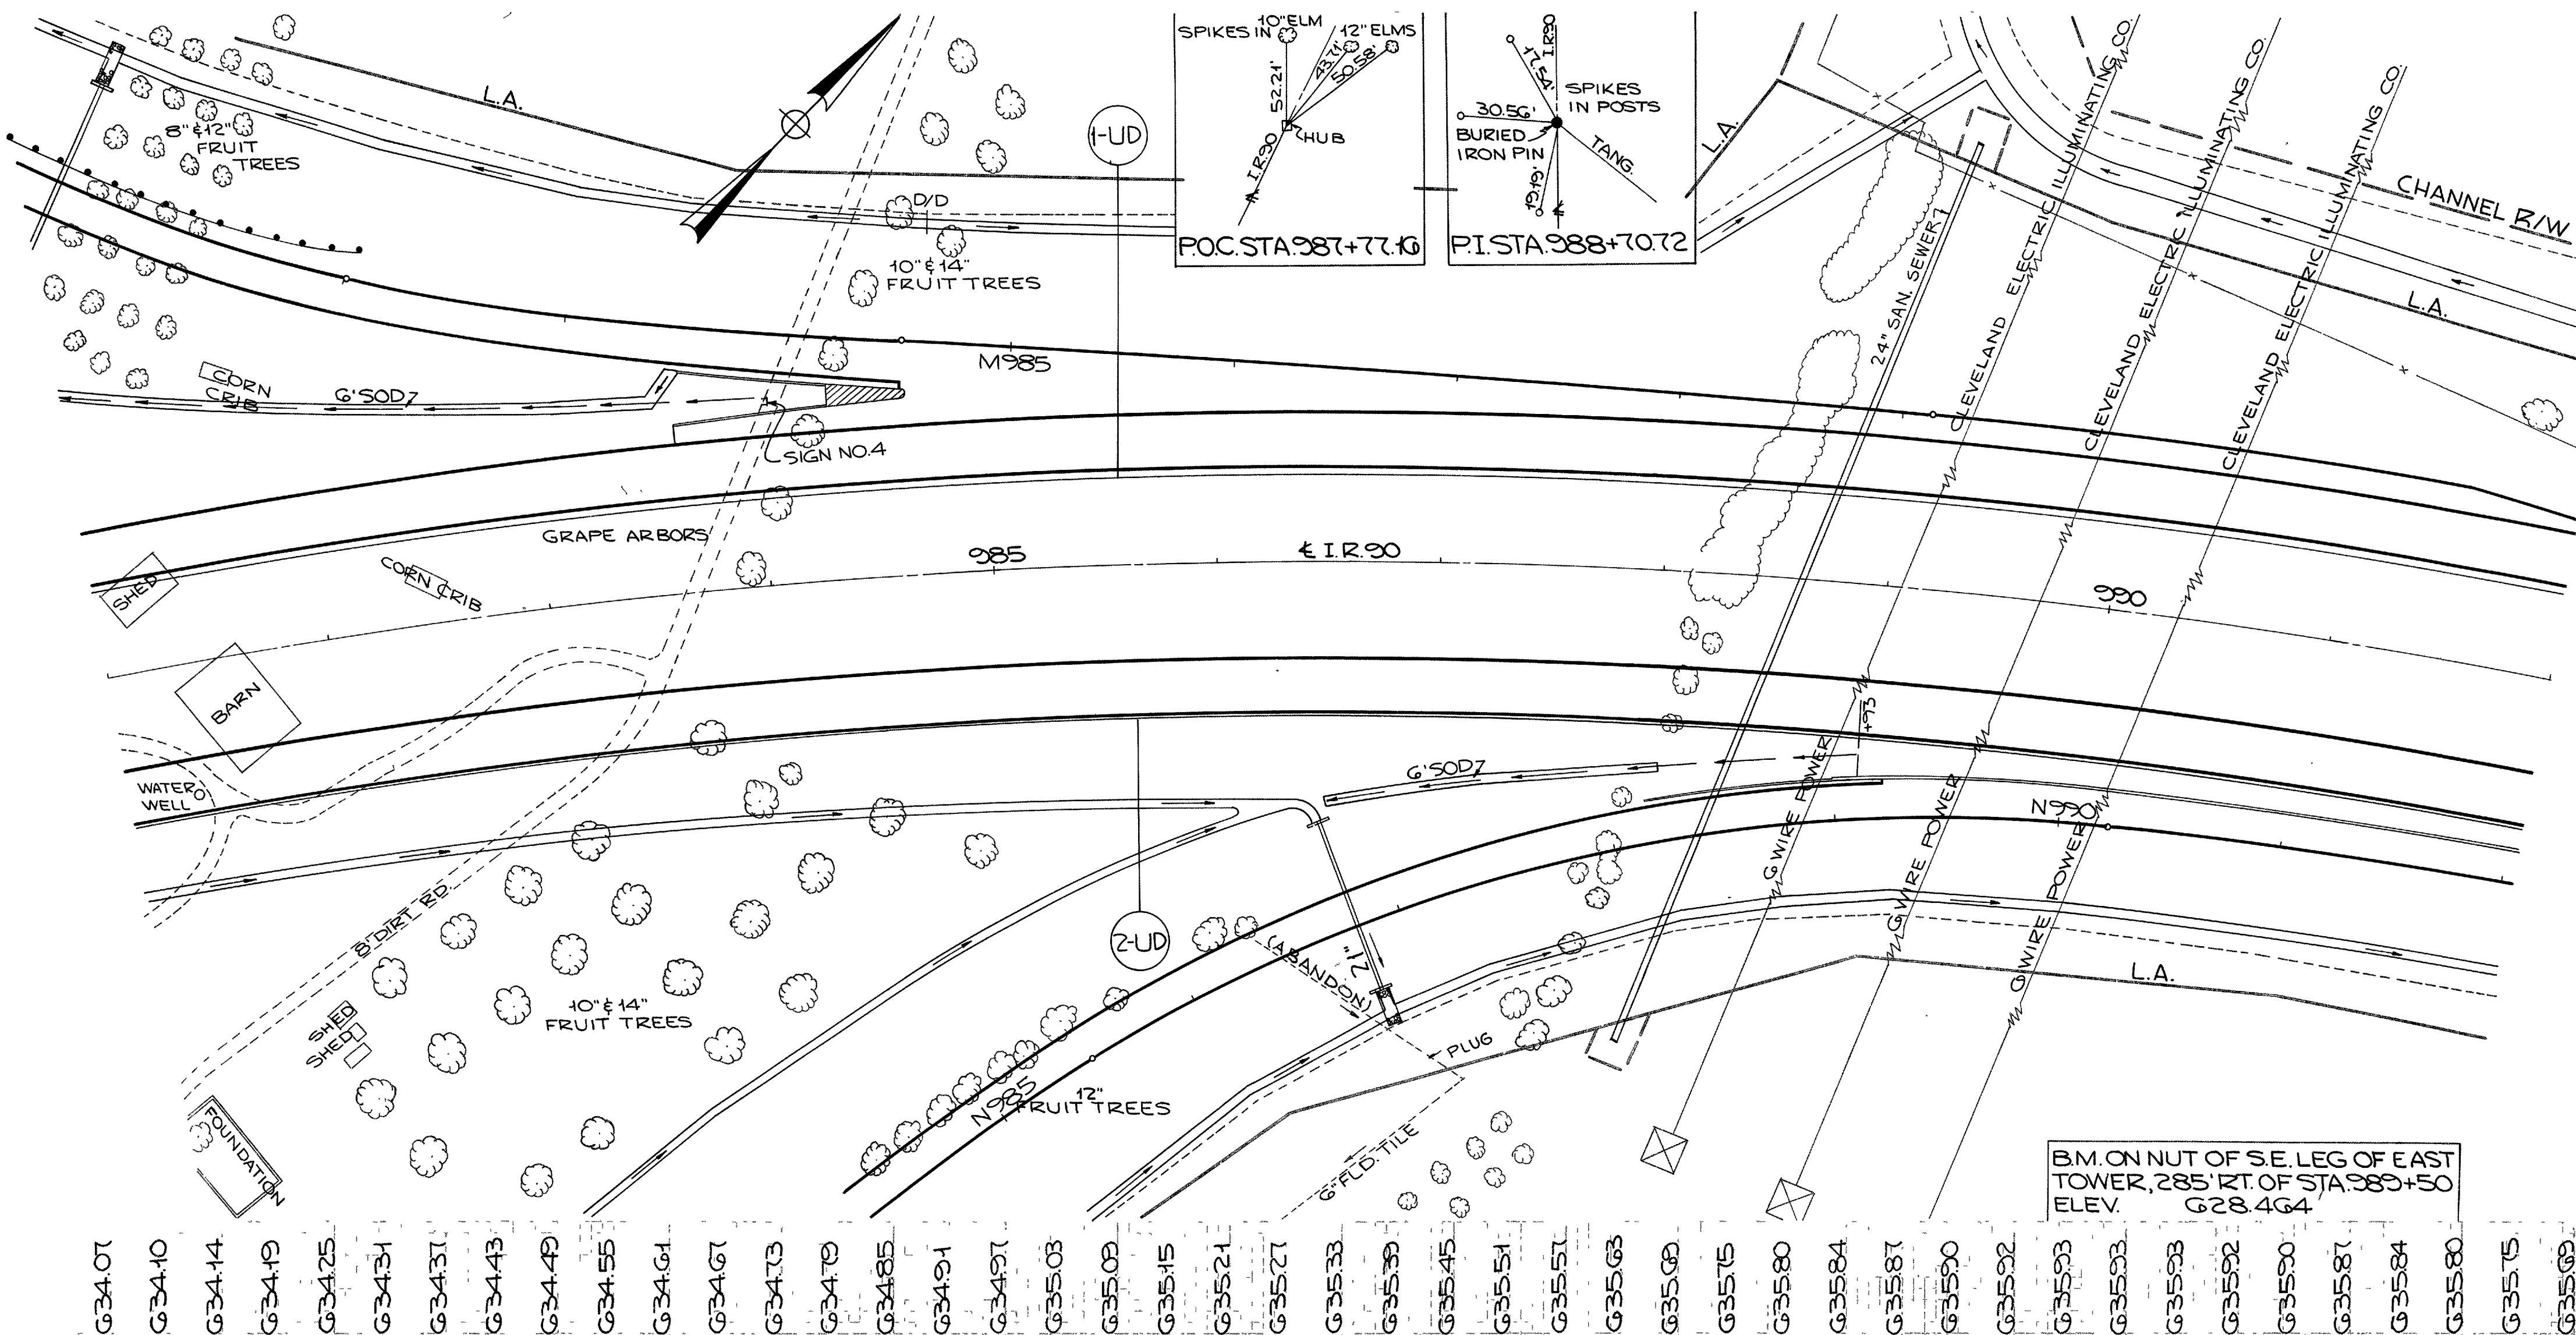 SPIKES IN
10" ELM
12" ELMS
52.21'
43.71'
50.58'
HUB
℄ I.R.90
P.O.C. STA. 987+77.16
I.R.90
17.54'
SPIKES
IN POSTS
30.56'
BURIED
IRON PIN
TANG.
19.19'
℄
P.I. STA. 988+70.72
L.A.
8" & 12"
FRUIT
TREES
1-UD
D/D
10" & 14"
FRUIT TREES
L.A.
24" SAN. SEWER
CLEVELAND ELECTRIC ILLUMINATING CO.
CLEVELAND ELECTRIC ILLUMINATING CO.
CLEVELAND ELECTRIC ILLUMINATING CO.
CHANNEL R/W
L.A.
M985
CORN
CRIB
6' SOD
SIGN NO.4
GRAPE ARBORS
985
℄ I.R.90
990
SHED
CORN CRIB
BARN
WATER
WELL
+93
6' SOD
6 WIRE POWER
6 WIRE POWER
6 WIRE POWER
N990
8' DIRT RD.
2-UD
(ABANDON)
12"
L.A.
SHED
SHED
10" & 14"
FRUIT TREES
PLUG
N985
12"
FRUIT TREES
6" FLD. TILE
FOUNDATION
B.M. ON NUT OF S.E. LEG OF EAST
TOWER, 285' RT. OF STA. 989+50
ELEV. 628.464
634.07
634.10
634.14
634.19
634.25
634.31
634.37
634.43
634.49
634.55
634.61
634.67
634.73
634.79
634.85
634.91
634.97
635.03
635.09
635.15
635.21
635.27
635.33
635.39
635.45
635.51
635.57
635.63
635.69
635.75
635.80
635.84
635.87
635.90
635.92
635.93
635.93
635.93
635.92
635.90
635.87
635.84
635.80
635.75
635.69